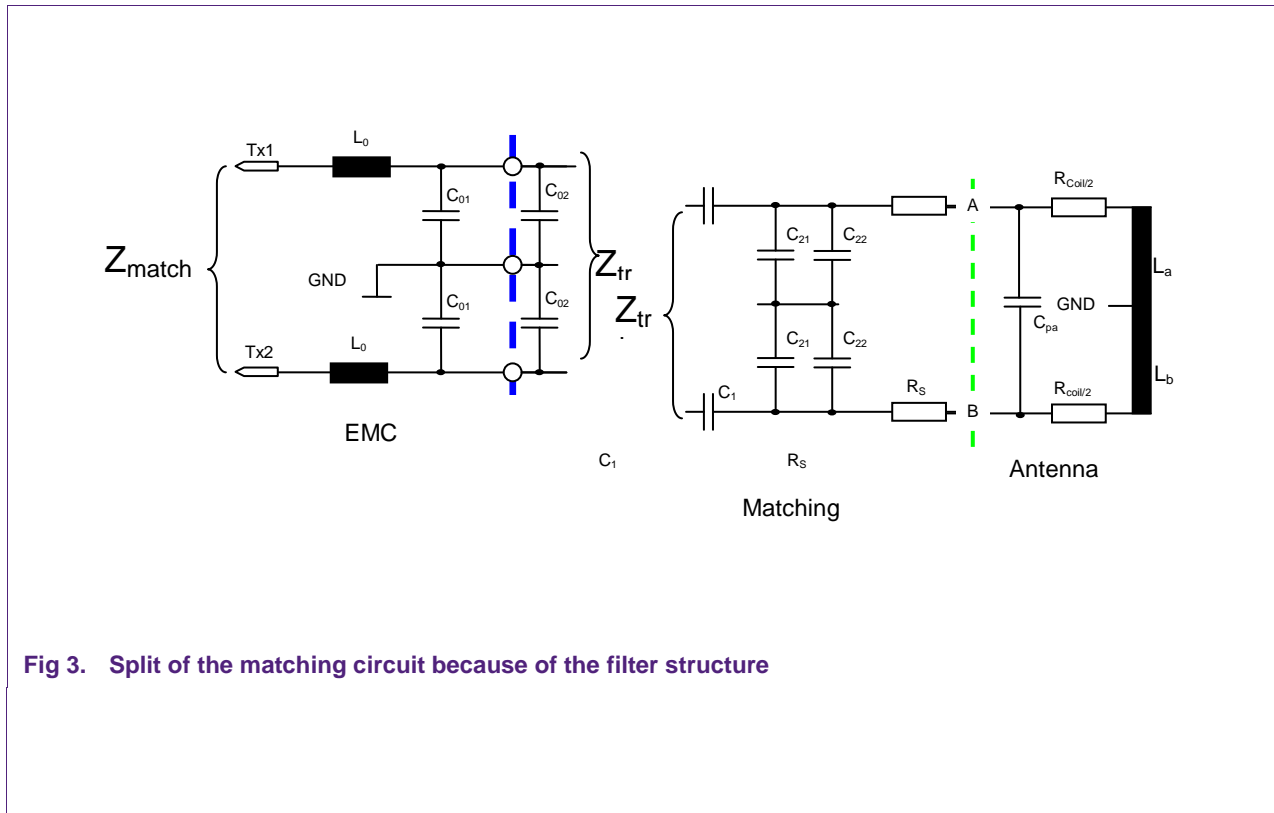 L0
Tx1
C01
C02
Zmatch
GND
Ztr
C01
C02
L0
Tx2
EMC
C21
C22
Ztr
C21
C22
C1
RS
C1
RS
Matching
A
B
RCoil/2
La
GND
Cpa
Lb
Rcoil/2
Antenna
Fig 3. Split of the matching circuit because of the filter structure